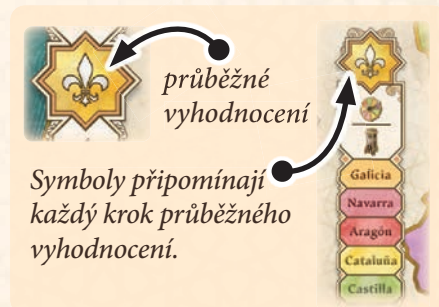 průběžné
vyhodnocení
Symboly připomínají
každý krok průběžného
vyhodnocení.
Galicia
Navarra
Aragón
Cataluña
Castilla